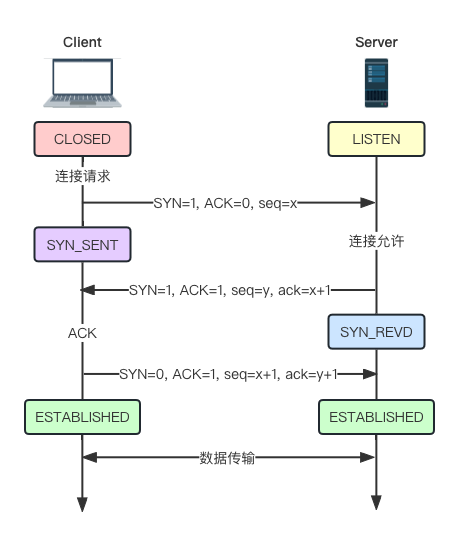 Client
Server
CLOSED
LISTEN
连接请求
SYN=1, ACK=0, seq=x
SYN_SENT
连接允许
SYN=1, ACK=1, seq=y, ack=x+1
SYN_REVD
ACK
SYN=0, ACK=1, seq=x+1, ack=y+1
ESTABLISHED
ESTABLISHED
数据传输